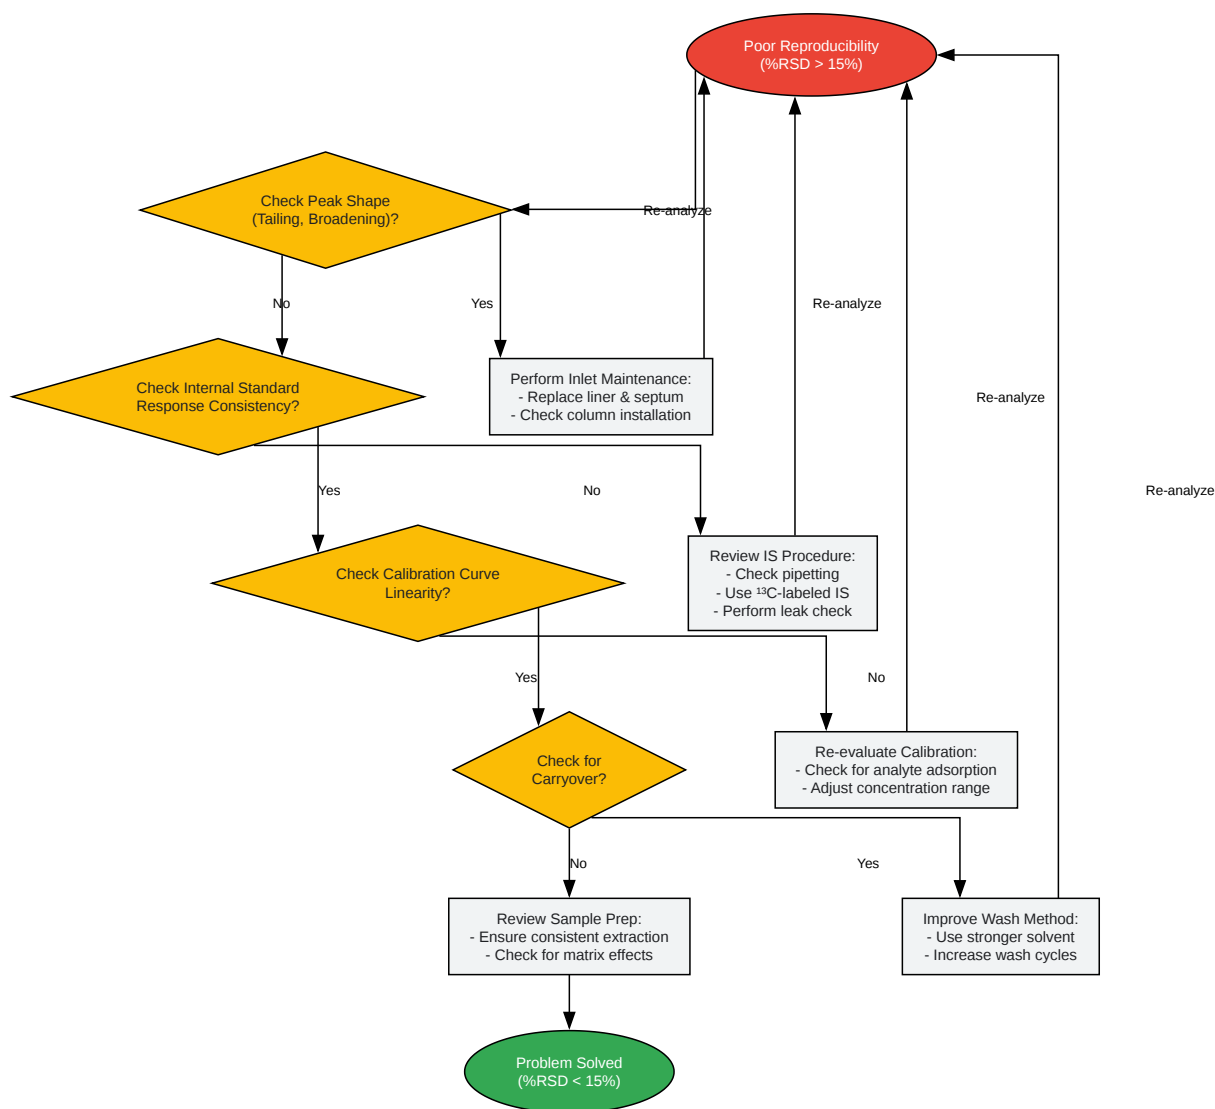 Poor Reproducibility
(%RSD > 15%)
Check Peak Shape
(Tailing, Broadening)?
Re-analyze
No
Yes
Re-analyze
Perform Inlet Maintenance:
- Replace liner & septum
- Check column installation
Check Internal Standard
Response Consistency?
Re-analyze
Yes
No
Re-analyze
Review IS Procedure:
- Check pipetting
- Use ¹³C-labeled IS
- Perform leak check
Check Calibration Curve
Linearity?
Yes
No
Check for
Carryover?
Re-evaluate Calibration:
- Check for analyte adsorption
- Adjust concentration range
No
Yes
Review Sample Prep:
- Ensure consistent extraction
- Check for matrix effects
Improve Wash Method:
- Use stronger solvent
- Increase wash cycles
Problem Solved
(%RSD < 15%)